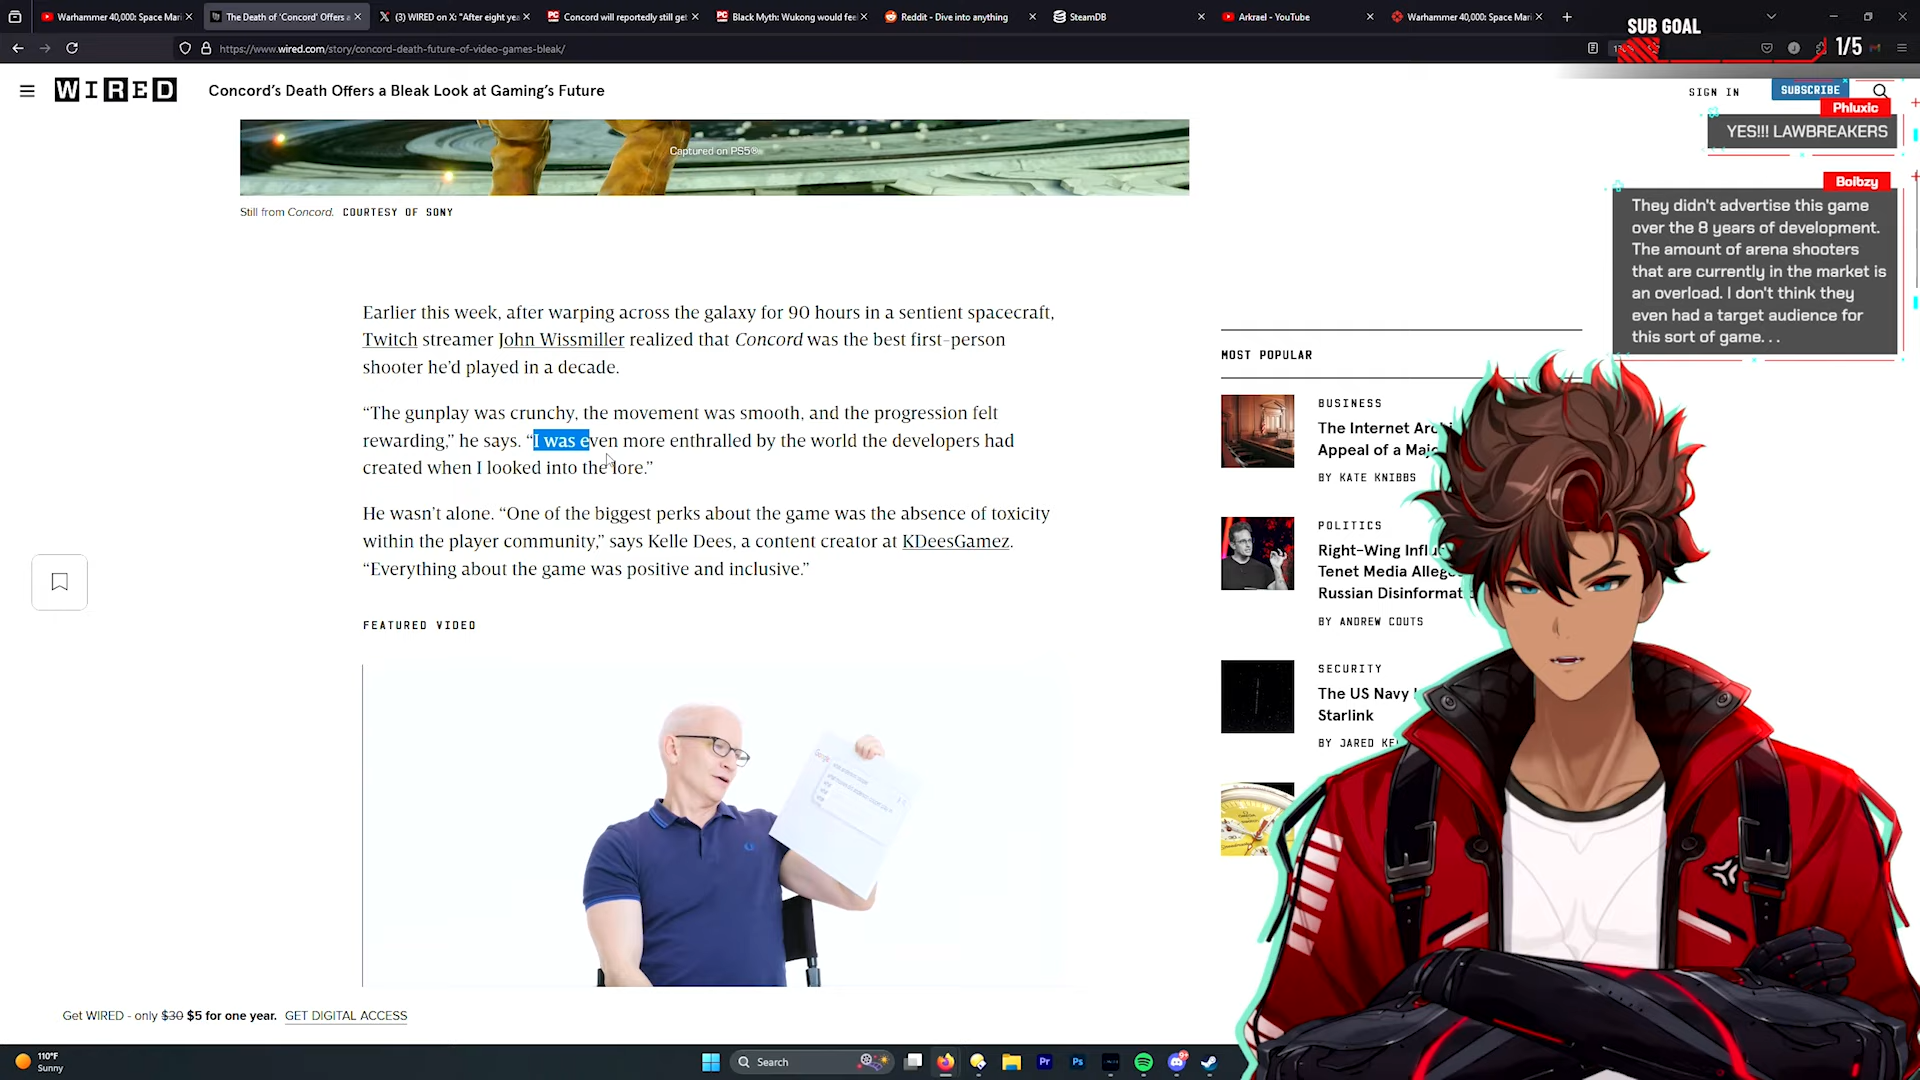 Warhammer 40,000: Space Mari
The Death of 'Concord' Offers a
(3) WIRED on X: "After eight yea
Concord will reportedly still get
Black Myth: Wukong would feel
Reddit - Dive into anything
SteamDB
Arkrael - YouTube
Warhammer 40,000: Space Mari
SUB GOAL
1/5
https://www.wired.com/story/concord-death-future-of-video-games-bleak/
WIRED
Concord's Death Offers a Bleak Look at Gaming's Future
SIGN IN
SUBSCRIBE
Phluxic
YES!!! LAWBREAKERS
Captured on PS5®
Still from Concord. COURTESY OF SONY
Bolbzy
They didn't advertise this game
over the 8 years of development.
The amount of arena shooters
that are currently in the market is
an overload. I don't think they
even had a target audience for
this sort of game. . .
Earlier this week, after warping across the galaxy for 90 hours in a sentient spacecraft,
Twitch streamer John Wissmiller realized that Concord was the best first-person
shooter he'd played in a decade.
“The gunplay was crunchy, the movement was smooth, and the progression felt
rewarding,” he says. “I was even more enthralled by the world the developers had
created when I looked into the lore.”
He wasn't alone. “One of the biggest perks about the game was the absence of toxicity
within the player community,” says Kelle Dees, a content creator at KDeesGamez.
“Everything about the game was positive and inclusive.”
FEATURED VIDEO
MOST POPULAR
BUSINESS
The Internet Archi
Appeal of a Majo
BY KATE KNIBBS
POLITICS
Right-Wing Influ
Tenet Media Allege
Russian Disinformati
BY ANDREW COUTS
SECURITY
The US Navy
Starlink
BY JARED KE
Get WIRED - only $30 $5 for one year. GET DIGITAL ACCESS
110°F
Sunny
Search
Pr
Ps